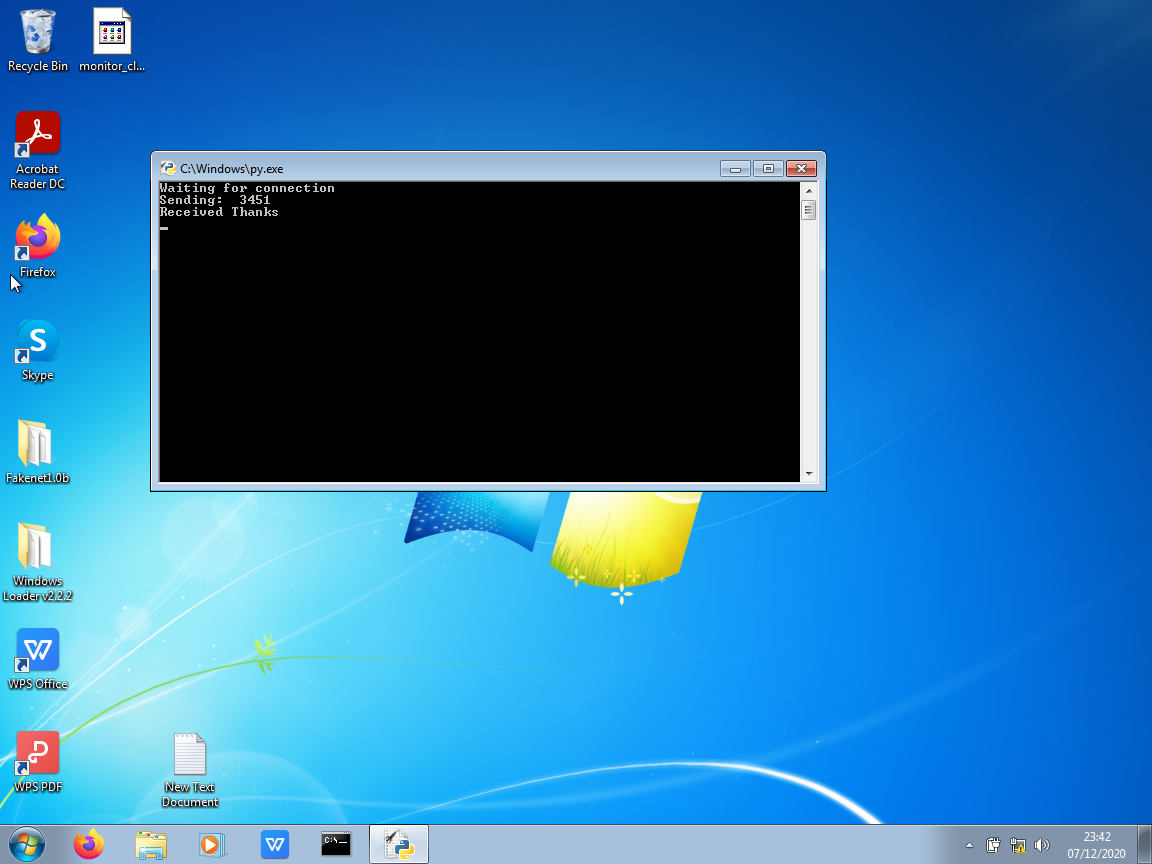 Recycle Bin
monitor_cl...
Acrobat
Reader DC
Firefox
Skype
Fakenet1.0b
Windows
Loader v2.2.2
WPS Office
WPS PDF
New Text
Document
C:\Windows\py.exe
Waiting for connection
Sending:  3451
Received Thanks
C:\_
23:42
07/12/2020